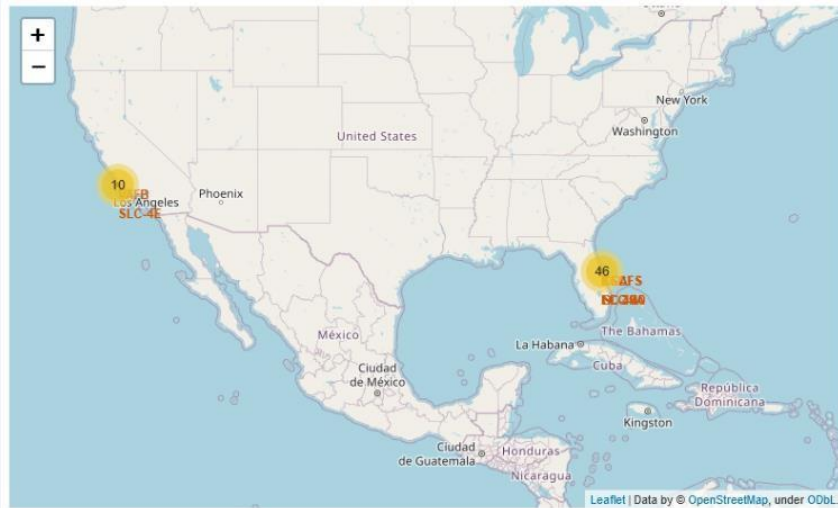 Ottawa
+
−
New York
Washington
United States
10
Phoenix
Los Angeles
SLC-4E
46
México
The Bahamas
La Habana
Cuba
Ciudad
de México
República
Dominicana
Kingston
Ciudad
de Guatemala
Honduras
Nicaragua
Leaflet | Data by © OpenStreetMap, under ODbL.